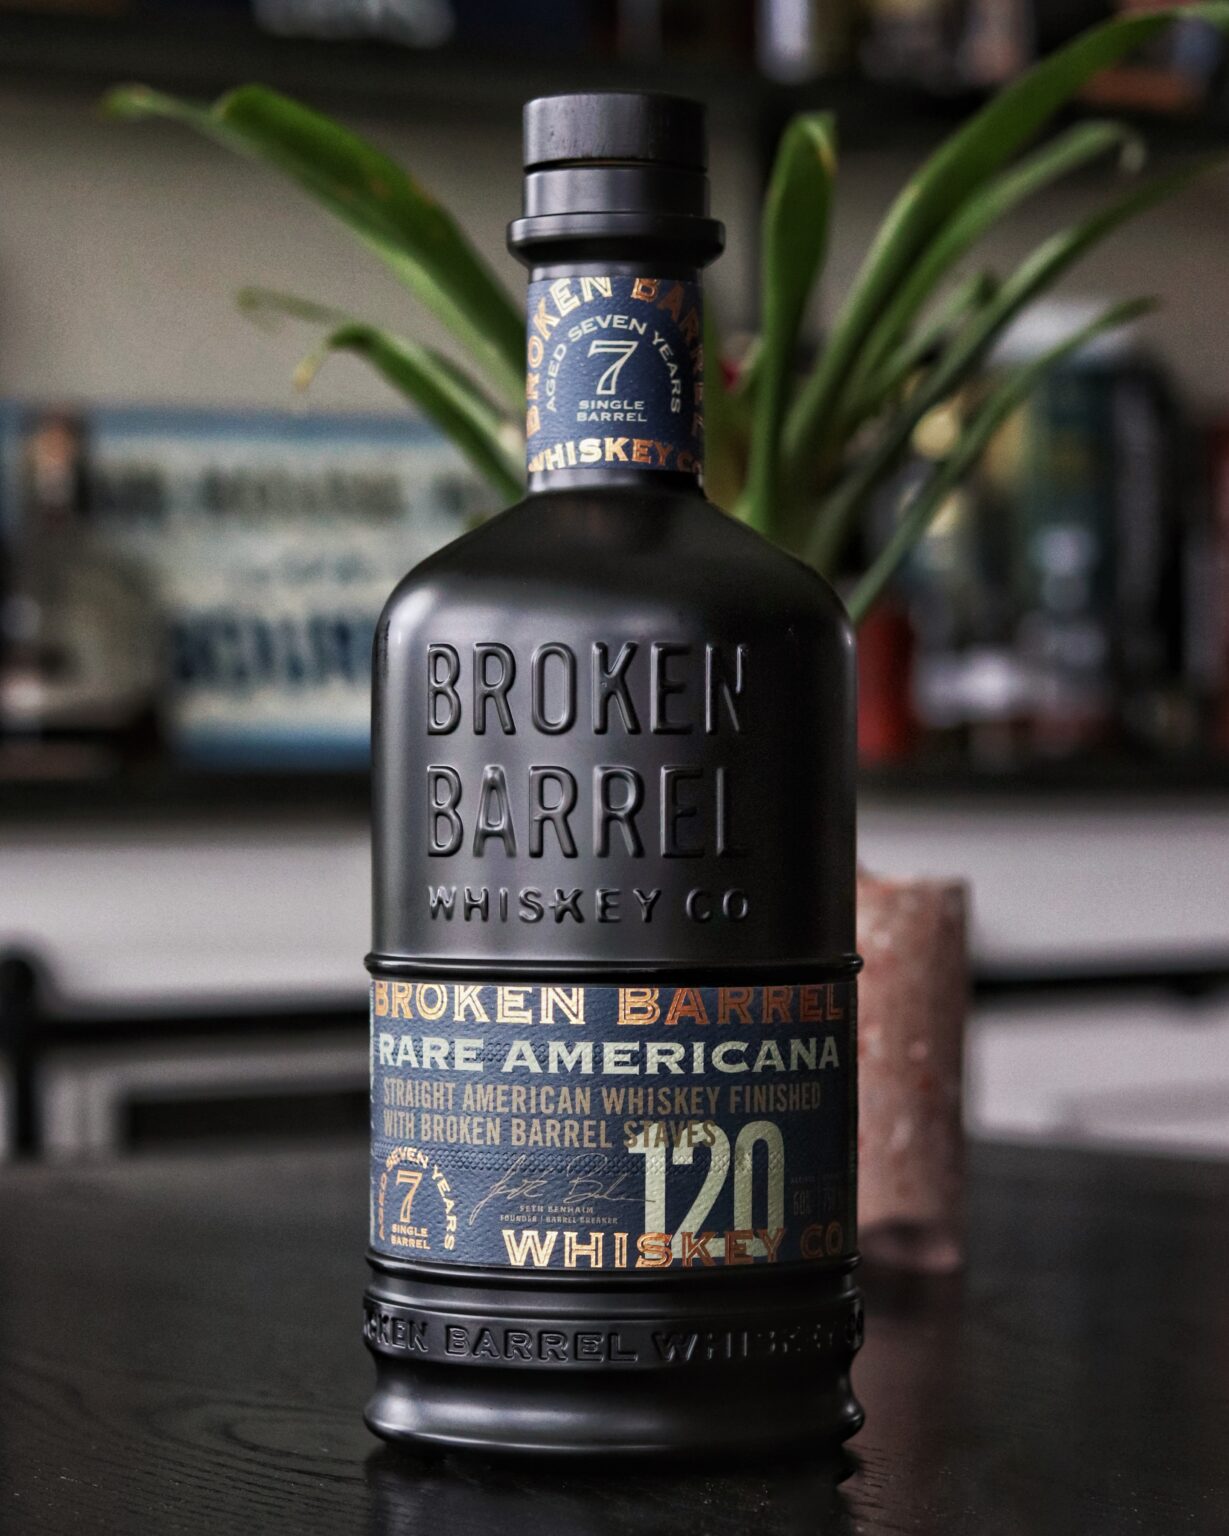 BROKEN BARREL
AGED SEVEN YEARS
7
SINGLE
BARREL
WHISKEY CO
BROKEN
BARREL
WHISKEY CO
BROKEN BARREL
RARE AMERICANA
STRAIGHT AMERICAN WHISKEY FINISHED
WITH BROKEN BARREL STAVES
120
AGED SEVEN YEARS
7
SINGLE
BARREL
SETH BENHAIM
FOUNDER | BARREL BREAKER
WHISKEY CO
BROKEN BARREL WHISKEY CO